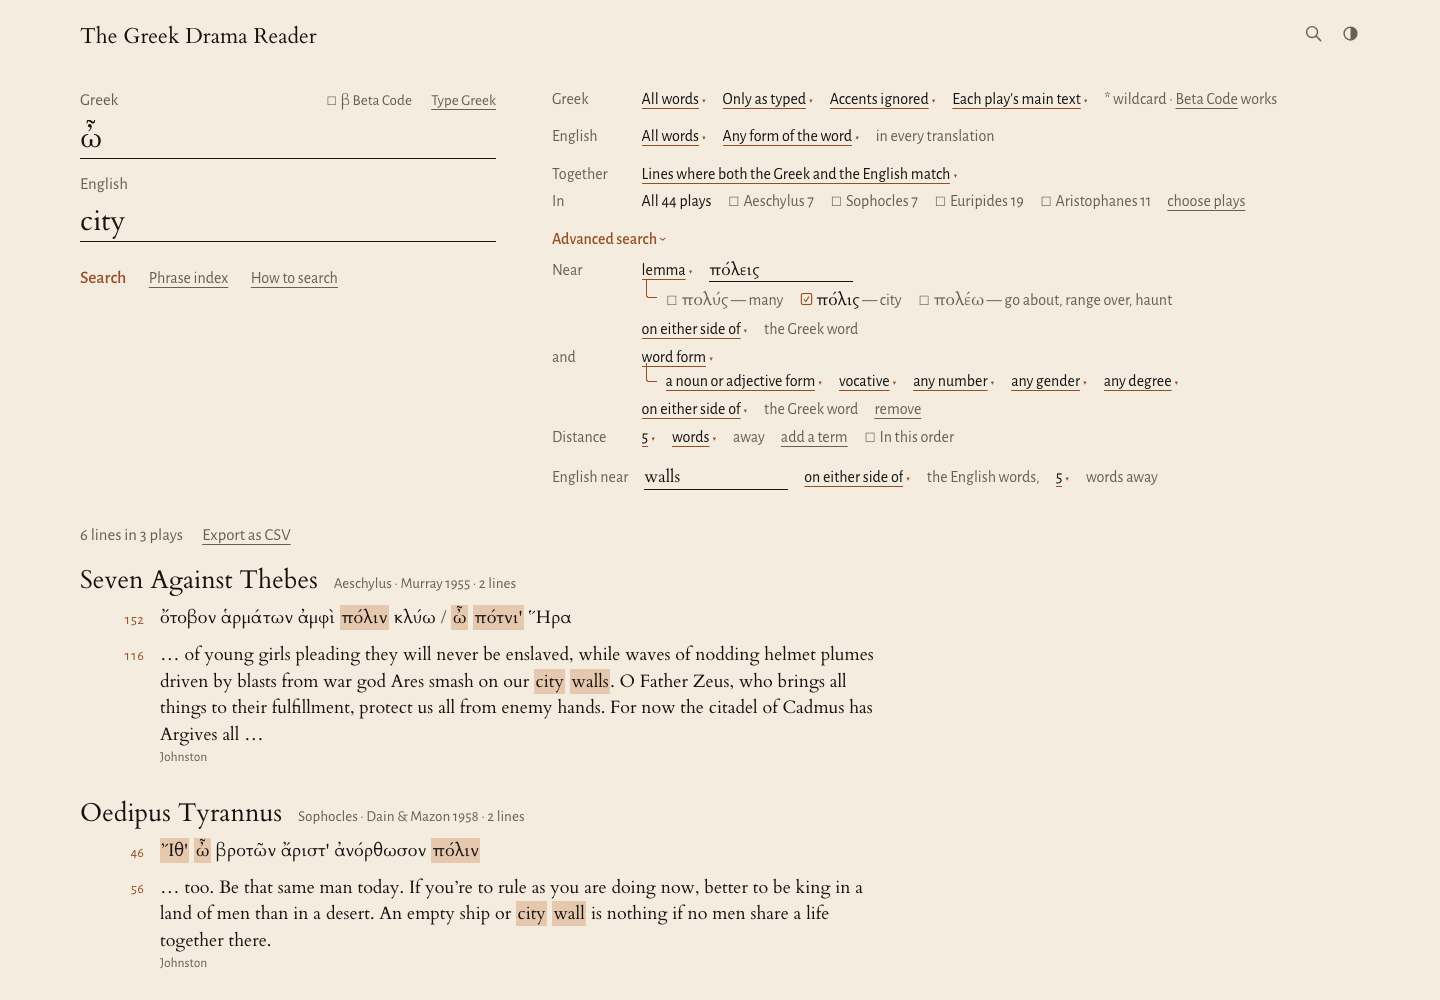 The Greek Drama Reader
Greek β Beta Code Type Greek
ὦ
English
city
Search Phrase index How to search
Greek All words Only as typed Accents ignored Each play's main text * wildcard · Beta Code works
English All words Any form of the word in every translation
Together Lines where both the Greek and the English match
In All 44 plays Aeschylus 7 Sophocles 7 Euripides 19 Aristophanes 11 choose plays
Advanced search
Near lemma πόλεις
πολύς — many πόλις — city πολέω — go about, range over, haunt
on either side of the Greek word
and word form
a noun or adjective form vocative any number any gender any degree
on either side of the Greek word remove
Distance 5 words away add a term In this order
English near walls on either side of the English words, 5 words away
6 lines in 3 plays Export as CSV
Seven Against Thebes Aeschylus · Murray 1955 · 2 lines
152 ὄτοβον ἁρμάτων ἀμφὶ πόλιν κλύω / ὦ πότνι' Ἥρα
116 … of young girls pleading they will never be enslaved, while waves of nodding helmet plumes
driven by blasts from war god Ares smash on our city walls. O Father Zeus, who brings all
things to their fulfillment, protect us all from enemy hands. For now the citadel of Cadmus has
Argives all …
Johnston
Oedipus Tyrannus Sophocles · Dain & Mazon 1958 · 2 lines
46 Ἴθ' ὦ βροτῶν ἄριστ' ἀνόρθωσον πόλιν
56 … too. Be that same man today. If you’re to rule as you are doing now, better to be king in a
land of men than in a desert. An empty ship or city wall is nothing if no men share a life
together there.
Johnston